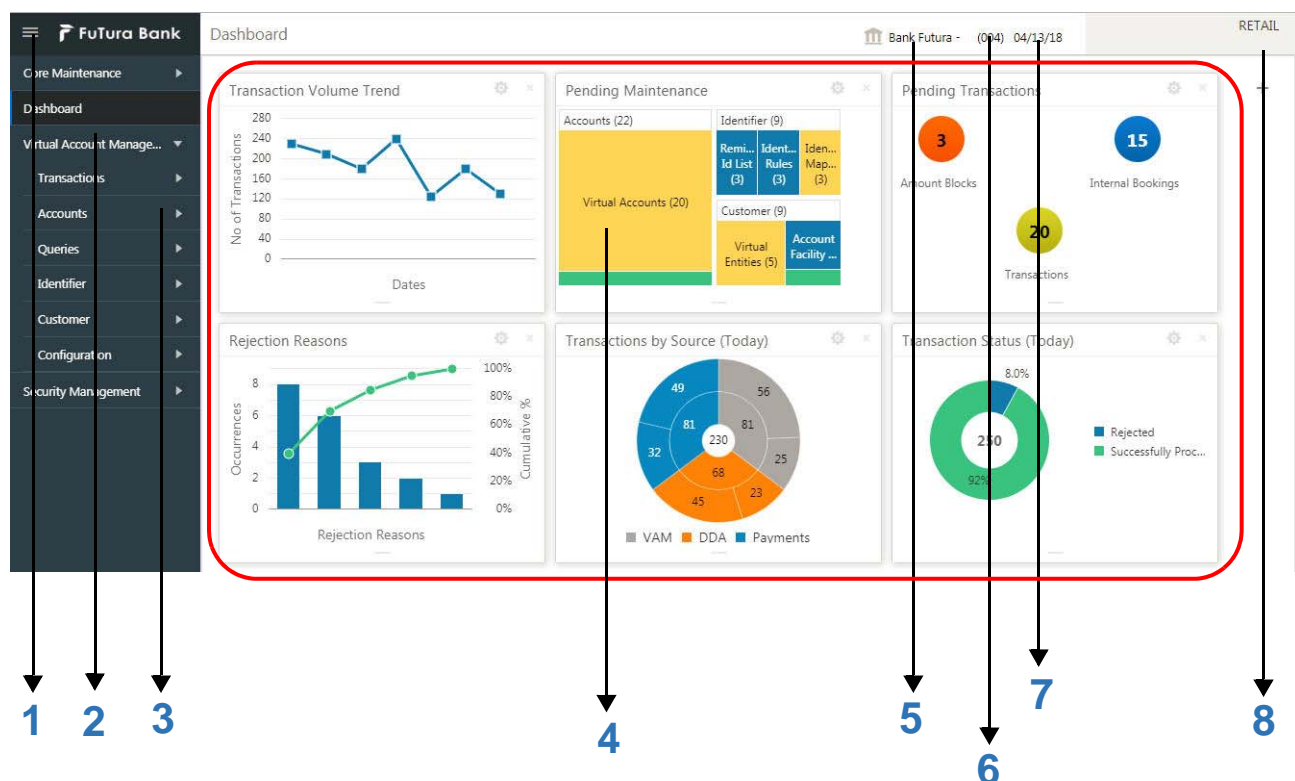 FuTura Bank
Dashboard
Bank Futura - (004) 04/13/18
RETAIL
Core Maintenance
Dashboard
Virtual Account Manage...
Transactions
Accounts
Queries
Identifier
Customer
Configuration
Security Management
Transaction Volume Trend
280
240
200
160
120
80
40
0
No of Transactions
Dates
Pending Maintenance
Accounts (22)
Virtual Accounts (20)
Identifier (9)
Remi...
Id List
(3)
Ident...
Rules
(3)
Iden...
Map...
(3)
Customer (9)
Virtual
Entities (5)
Account
Facility ...
Pending Transactions
3
Amount Blocks
15
Internal Bookings
20
Transactions
+
Rejection Reasons
8
6
4
2
0
Occurrences
100%
80%
60%
40%
20%
0%
Cumulative %
Rejection Reasons
Transactions by Source (Today)
49
56
81
81
230
32
25
68
45
23
VAM DDA Payments
Transaction Status (Today)
8.0%
250
92%
Rejected
Successfully Proc...
1
2
3
4
5
6
7
8